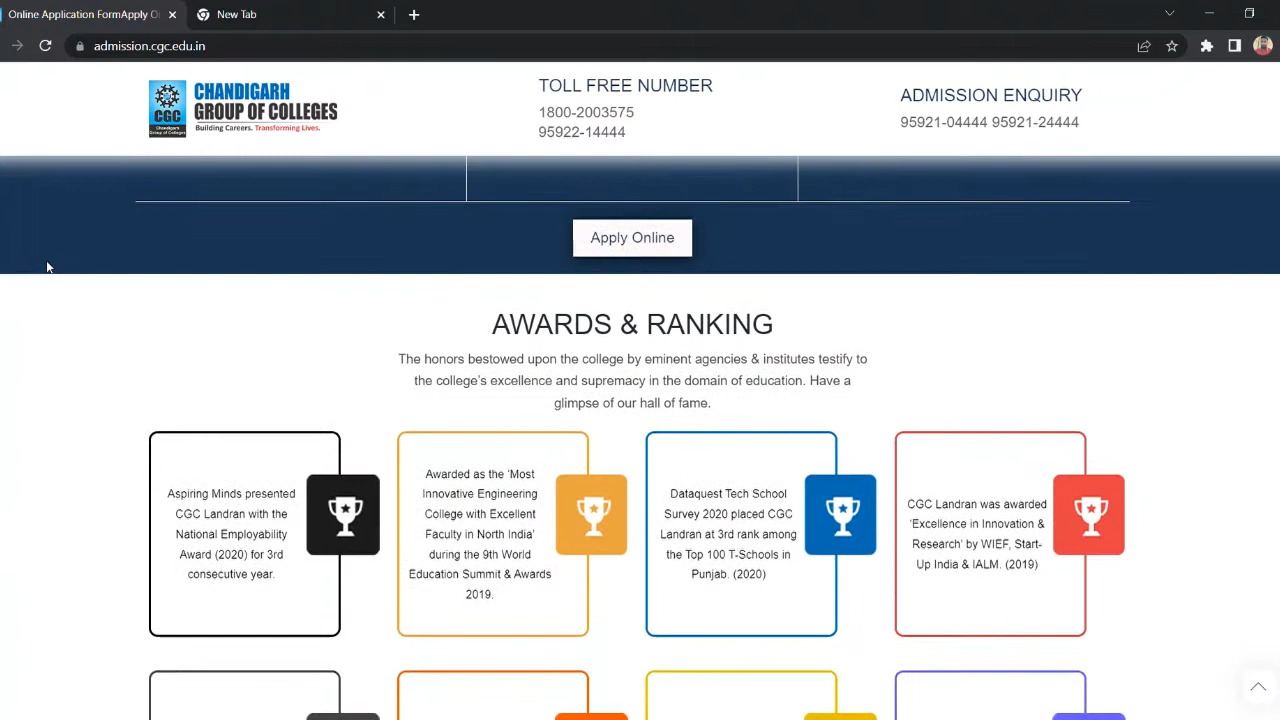 Online Application FormApply O
New Tab
admission.cgc.edu.in
CGC
Chandigarh
Group of Colleges
CHANDIGARH
GROUP OF COLLEGES
Building Careers. Transforming Lives.
TOLL FREE NUMBER
1800-2003575
95922-14444
ADMISSION ENQUIRY
95921-04444 95921-24444
Apply Online
AWARDS & RANKING
The honors bestowed upon the college by eminent agencies & institutes testify to
the college's excellence and supremacy in the domain of education. Have a
glimpse of our hall of fame.
Aspiring Minds presented
CGC Landran with the
National Employability
Award (2020) for 3rd
consecutive year.
Awarded as the 'Most
Innovative Engineering
College with Excellent
Faculty in North India'
during the 9th World
Education Summit & Awards
2019.
Dataquest Tech School
Survey 2020 placed CGC
Landran at 3rd rank among
the Top 100 T-Schools in
Punjab. (2020)
CGC Landran was awarded
'Excellence in Innovation &
Research' by WIEF, Start-
Up India & IALM. (2019)